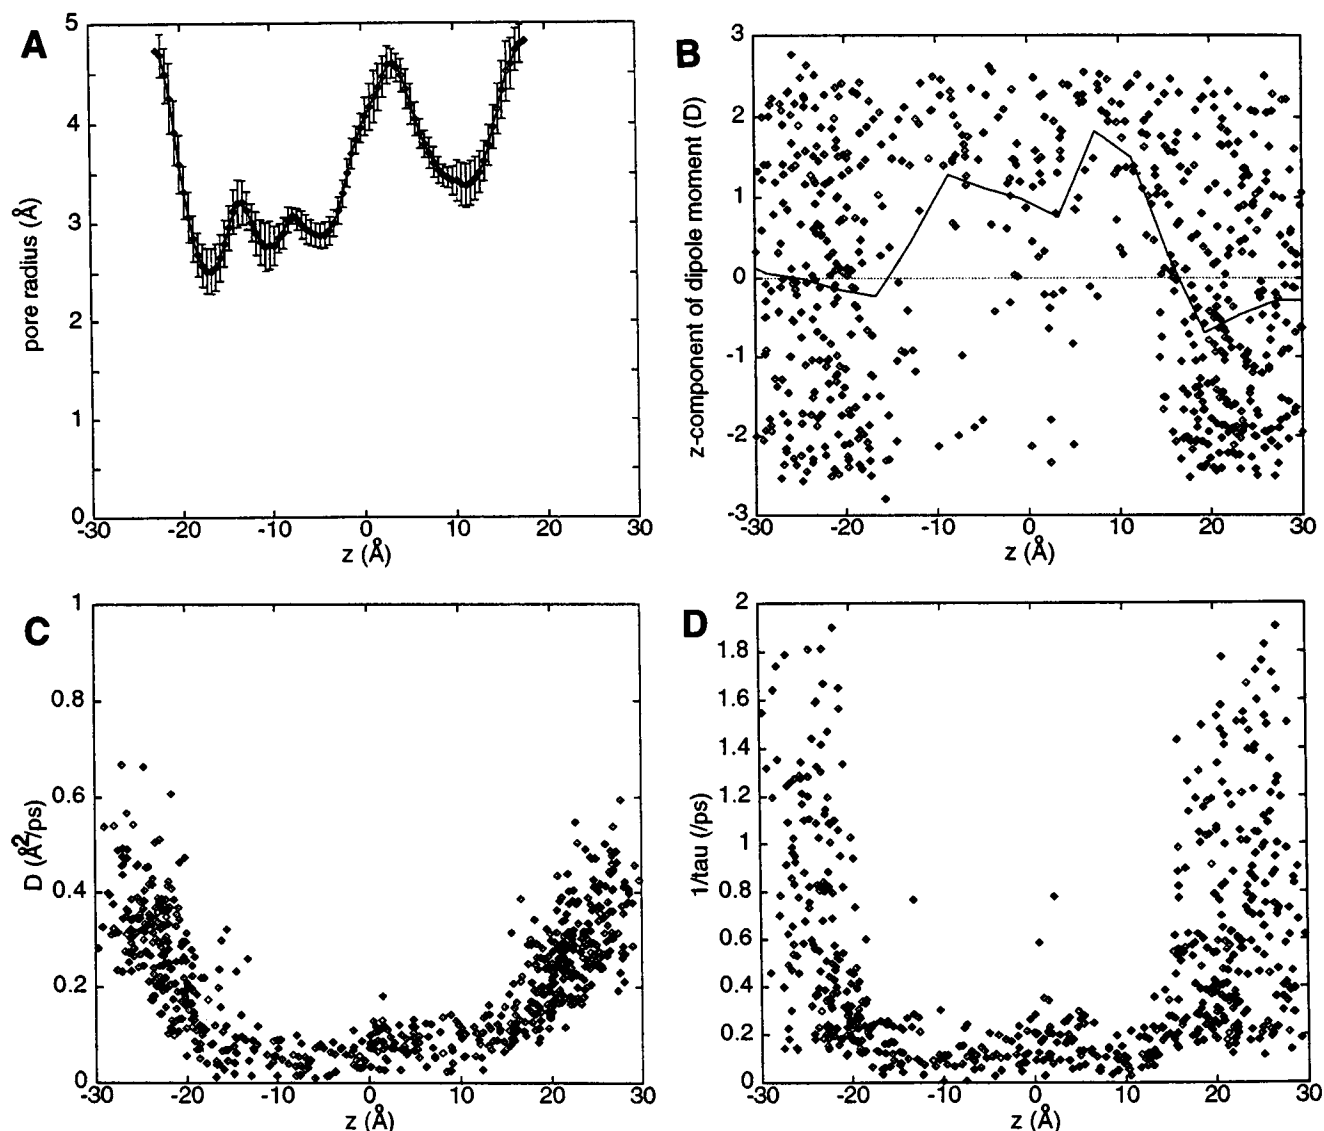 A
5
4
3
2
1
0
pore radius (Å)
-30 -20 -10 0 10 20 30
z (Å)
B
3
2
1
0
-1
-2
-3
z-component of dipole moment (D)
-30 -20 -10 0 10 20 30
z (Å)
C
1
0.8
0.6
0.4
0.2
0
D (Å2/ps)
-30 -20 -10 0 10 20 30
z (Å)
D
2
1.8
1.6
1.4
1.2
1
0.8
0.6
0.4
0.2
0
1/tau (/ps)
-30 -20 -10 0 10 20 30
z (Å)